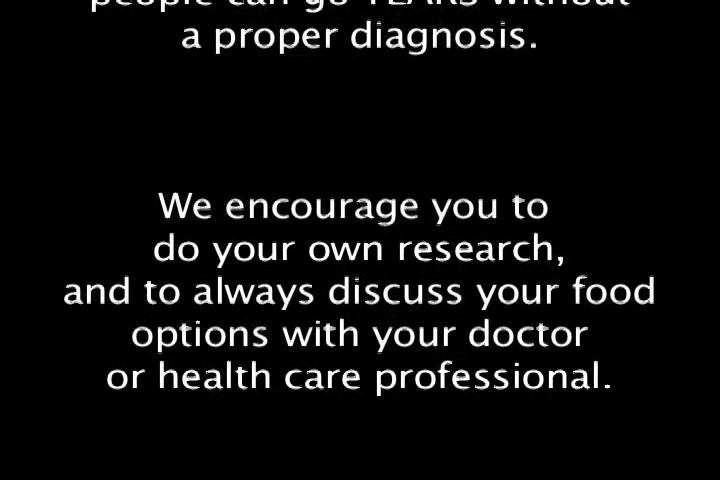 people can go YEARS without
a proper diagnosis.
We encourage you to
do your own research,
and to always discuss your food
options with your doctor
or health care professional.